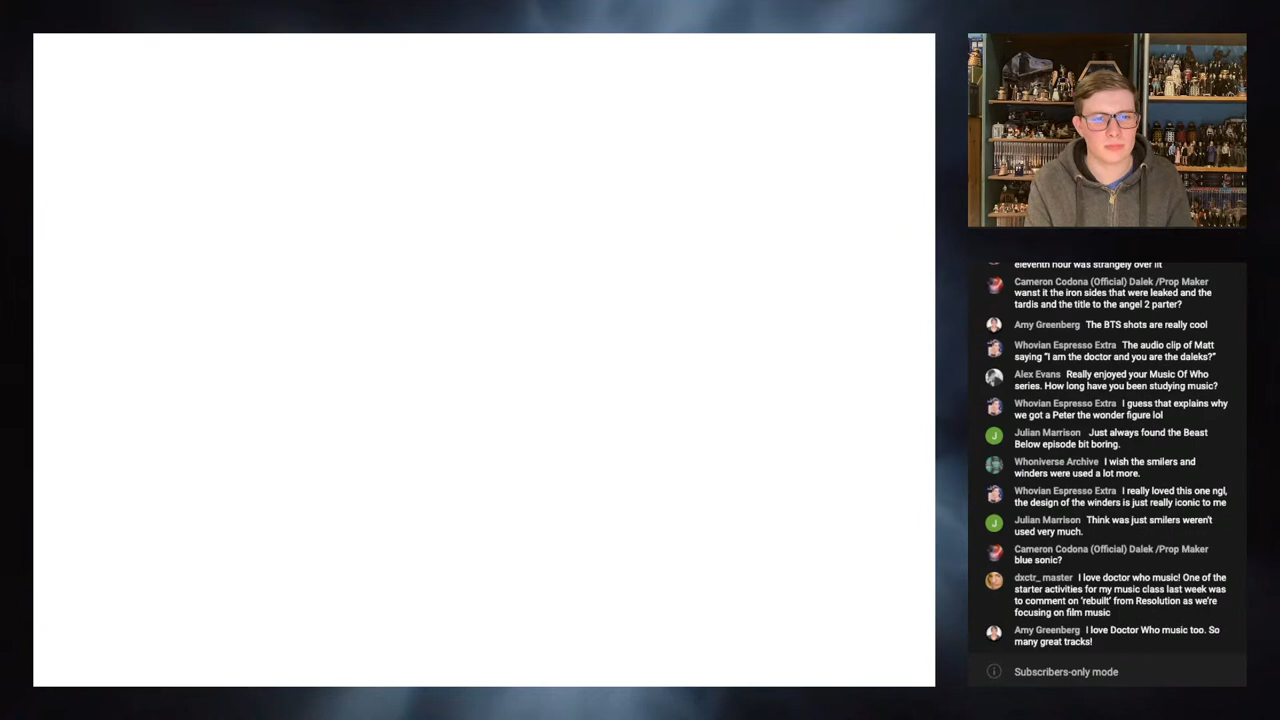 eleventh hour was strangely over lit
Cameron Codona (Official) Dalek /Prop Maker
wanst it the iron sides that were leaked and the
tardis and the title to the angel 2 parter?
Amy Greenberg The BTS shots are really cool
Whovian Espresso Extra The audio clip of Matt
saying "I am the doctor and you are the daleks?"
Alex Evans Really enjoyed your Music Of Who
series. How long have you been studying music?
Whovian Espresso Extra I guess that explains why
we got a Peter the wonder figure lol
J
Julian Marrison Just always found the Beast
Below episode bit boring.
Whoniverse Archive I wish the smilers and
winders were used a lot more.
Whovian Espresso Extra I really loved this one ngl,
the design of the winders is just really iconic to me
J
Julian Marrison Think was just smilers weren't
used very much.
Cameron Codona (Official) Dalek /Prop Maker
blue sonic?
dxctr_ master I love doctor who music! One of the
starter activities for my music class last week was
to comment on 'rebuilt' from Resolution as we're
focusing on film music
Amy Greenberg I love Doctor Who music too. So
many great tracks!
Subscribers-only mode